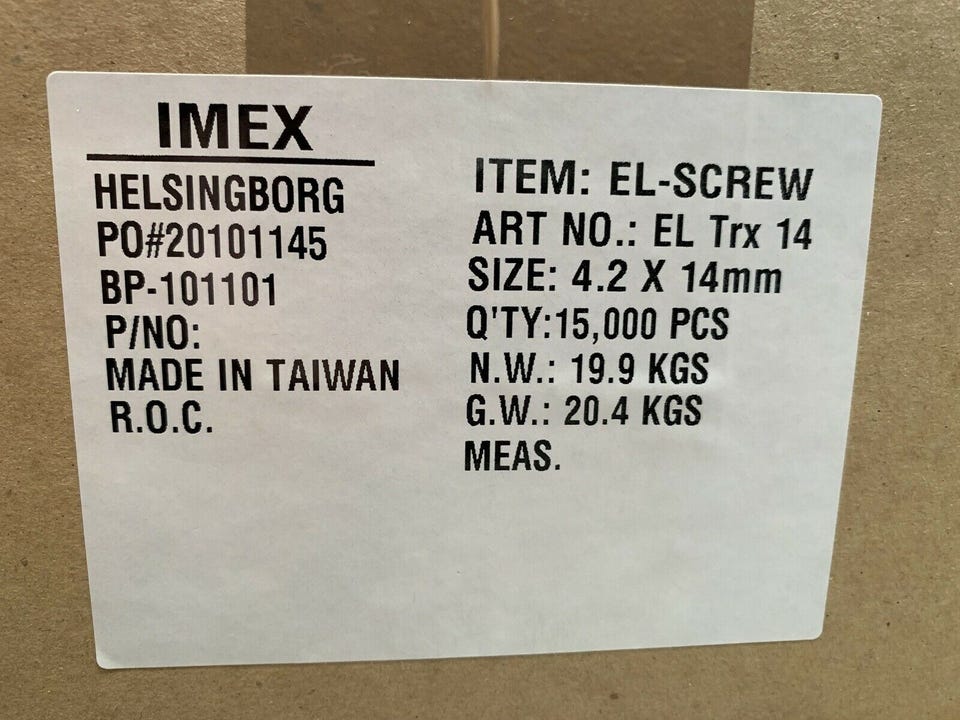 IMEX
HELSINGBORG
PO#20101145
BP-101101
P/NO:
MADE IN TAIWAN
R.O.C.
ITEM: EL-SCREW
ART NO.: EL Trx 14
SIZE: 4.2 X 14mm
Q'TY:15,000 PCS
N.W.: 19.9 KGS
G.W.: 20.4 KGS
MEAS.